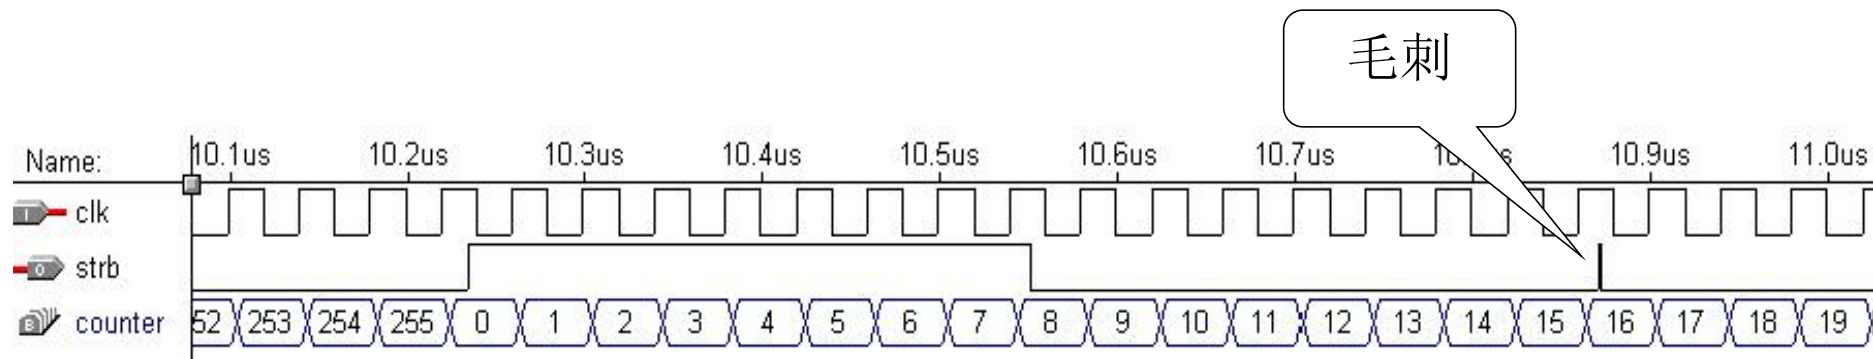 毛刺
Name: 10.1us 10.2us 10.3us 10.4us 10.5us 10.6us 10.7us 10.9us 11.0us
clk
strb
counter 52 253 254 255 0 1 2 3 4 5 6 7 8 9 10 11 12 13 14 15 16 17 18 19